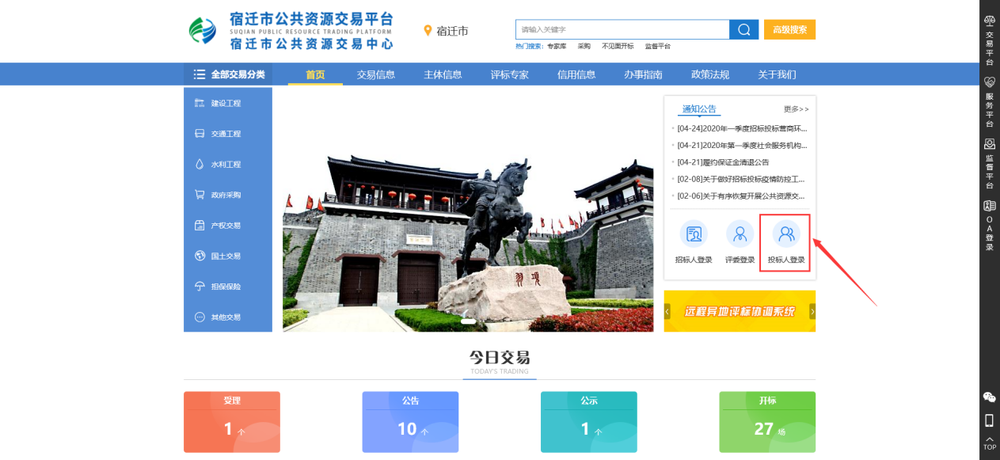 宿迁市公共资源交易平台
SUQIAN PUBLIC RESOURCE TRADING PLATFORM
宿迁市公共资源交易中心
宿迁市
请输入关键字
高级搜索
热门搜索: 专家库 采购 不见面开标 监督平台
全部交易分类 首页 交易信息 主体信息 评标专家 信用信息 办事指南 政策法规 关于我们
建设工程
交通工程
水利工程
政府采购
产权交易
国土交易
担保保险
其他交易
项羽
通知公告 更多>>
[04-24]2020年一季度招标投标营商环...
[04-21]2020年第一季度社会服务机构...
[04-21]履约保证金清退公告
[02-08]关于做好招标投标疫情防控工...
[02-06]关于有序恢复开展公共资源交...
招标人登录 评委登录 投标人登录
远程异地评标协调系统
今日交易
TODAY'S TRADING
受理
1 个
公告
10 个
公示
1 个
开标
27 场
交易平台
服务平台
监督平台
OA登录
TOP